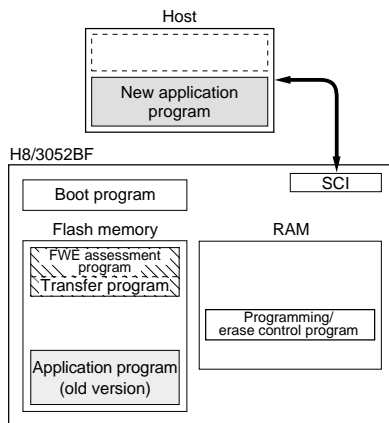 Host
New application
program
H8/3052BF
SCI
Boot program
Flash memory
RAM
FWE assessment
program
Transfer program
Programming/
erase control program
Application program
(old version)